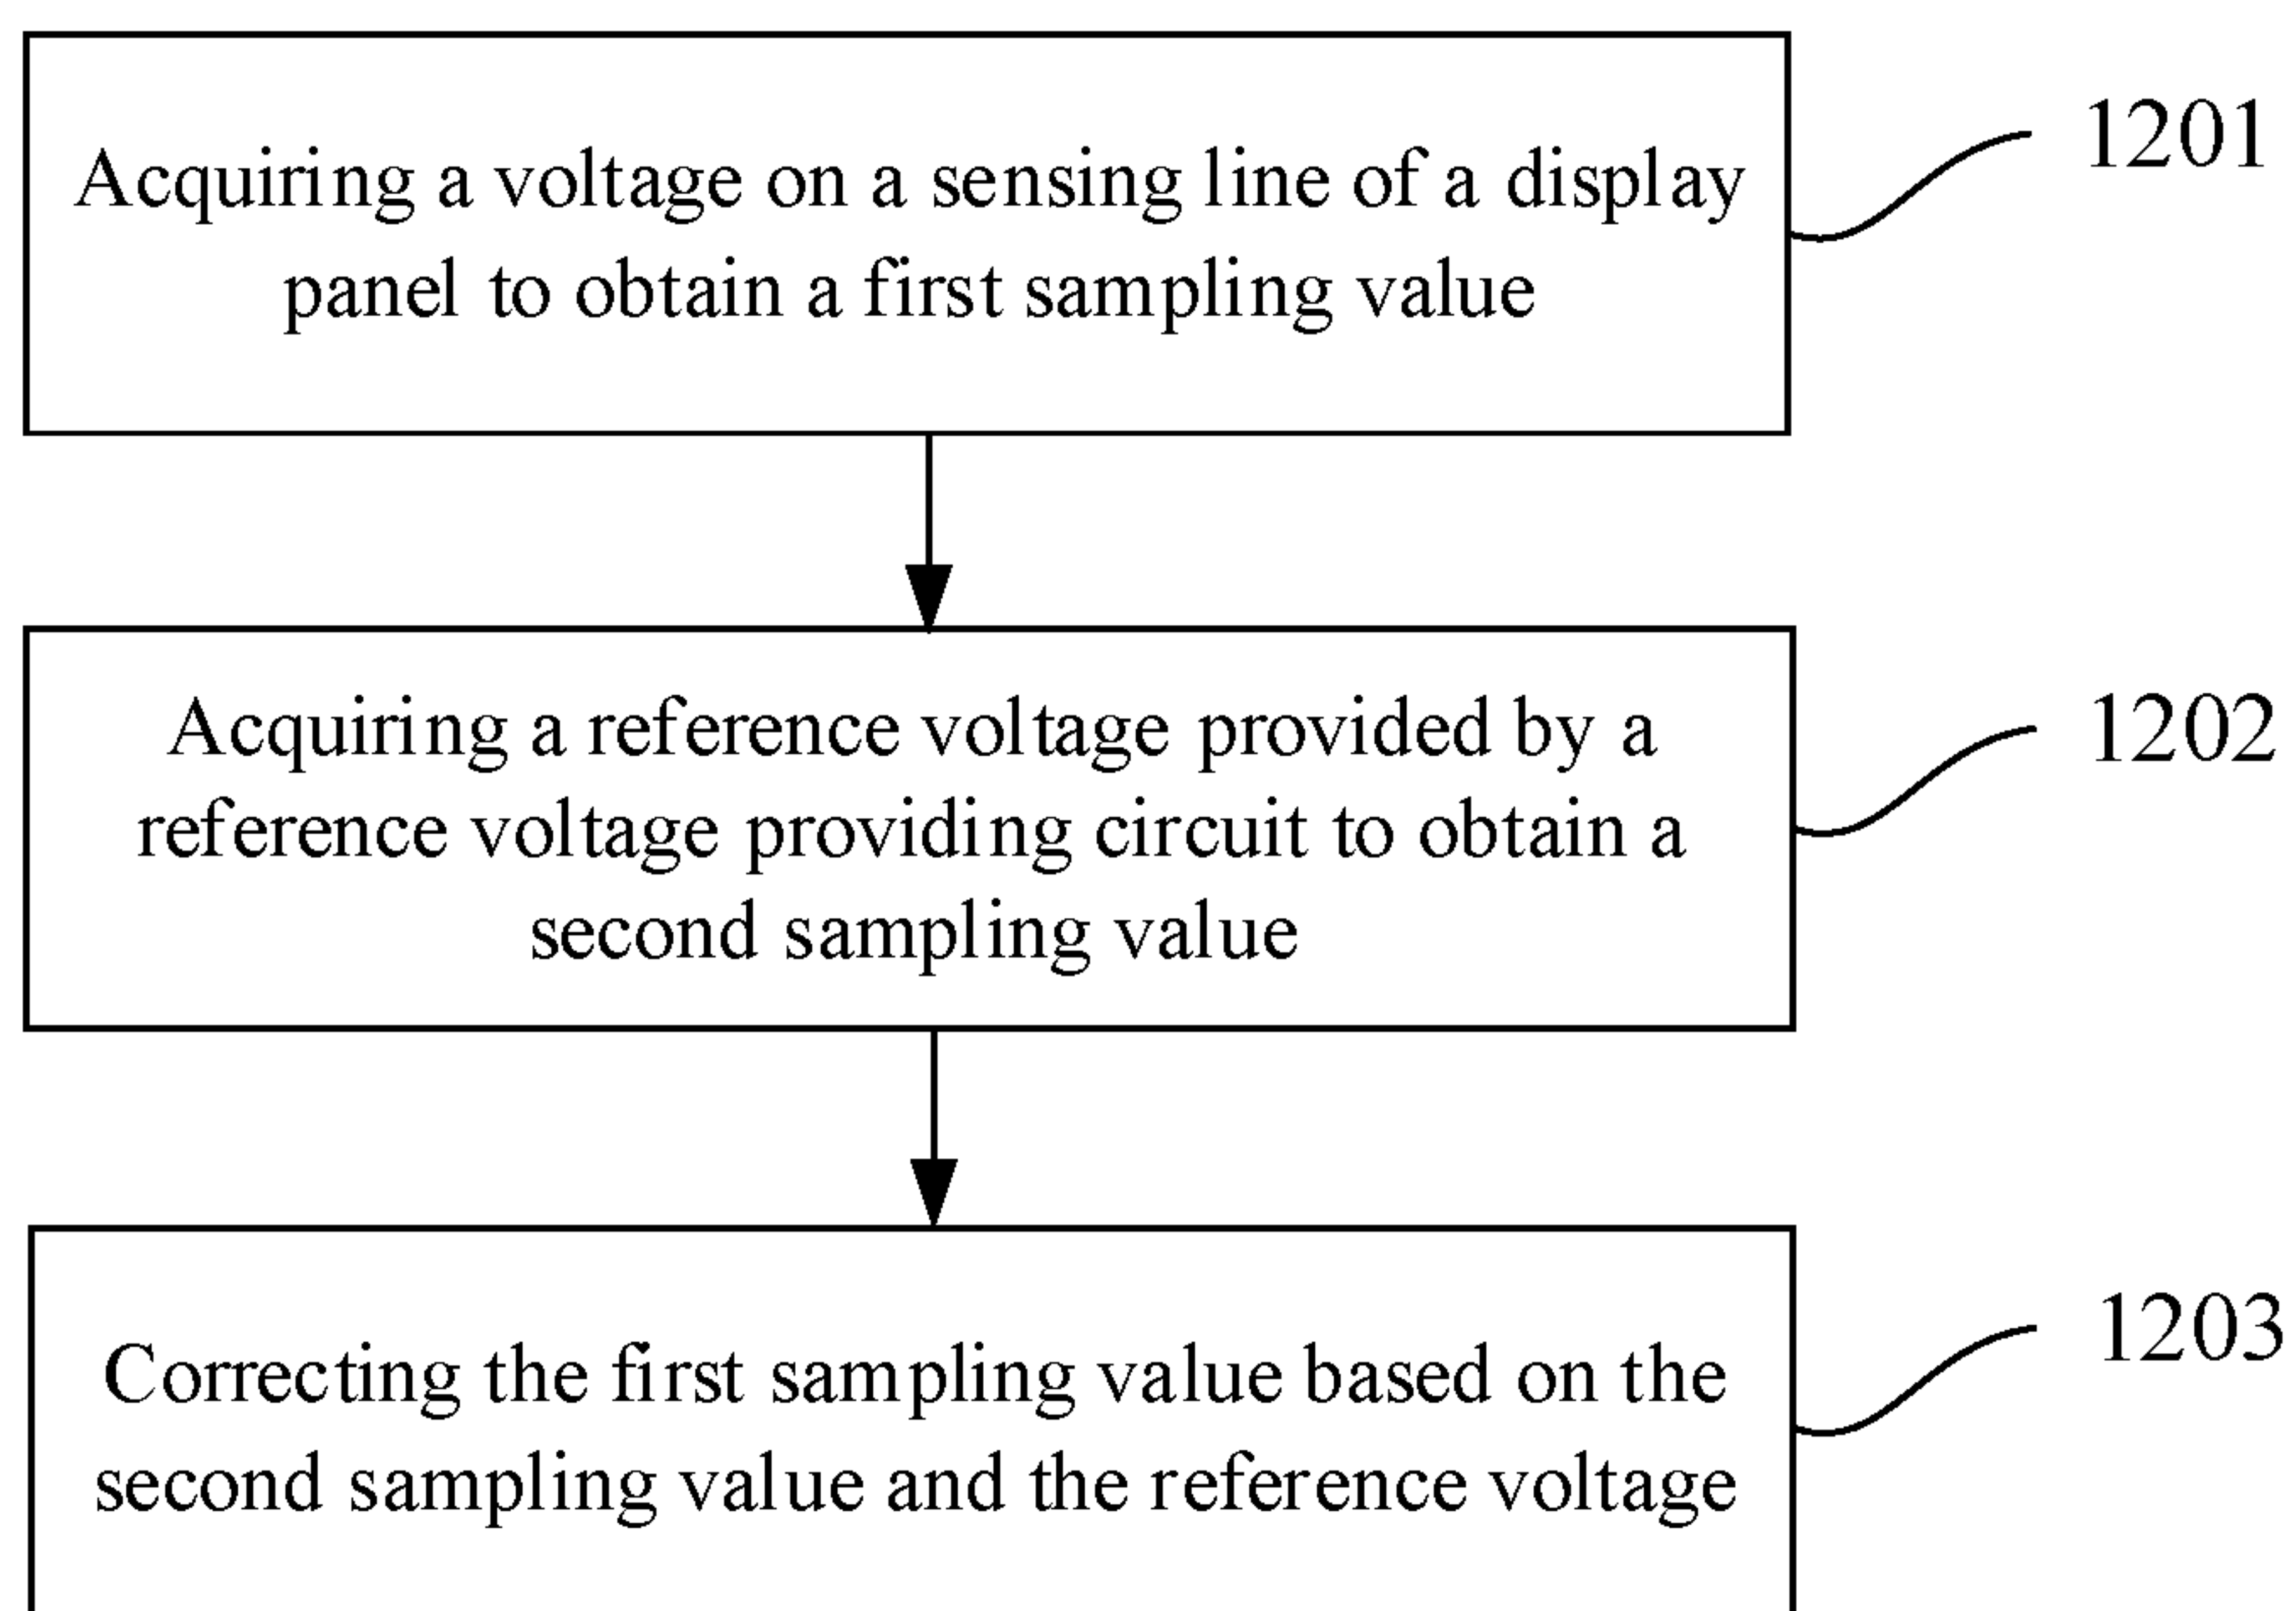 Acquiring a voltage on a sensing line of a display
panel to obtain a first sampling value
1201
Acquiring a reference voltage provided by a
reference voltage providing circuit to obtain a
second sampling value
1202
Correcting the first sampling value based on the
second sampling value and the reference voltage
1203